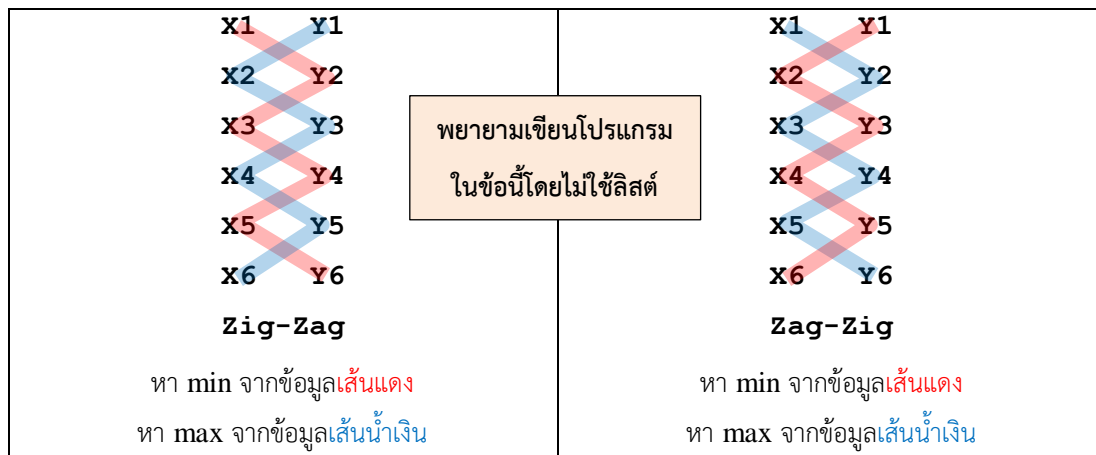 X1 Y1
X2 Y2
X3 Y3
X4 Y4
X5 Y5
X6 Y6
Zig-Zag
หา min จากข้อมูลเส้นแดง
หา max จากข้อมูลเส้นน้ำเงิน
พยายามเขียนโปรแกรม
ในข้อนี้โดยไม่ใช้ลิสต์
X1 Y1
X2 Y2
X3 Y3
X4 Y4
X5 Y5
X6 Y6
Zag-Zig
หา min จากข้อมูลเส้นแดง
หา max จากข้อมูลเส้นน้ำเงิน